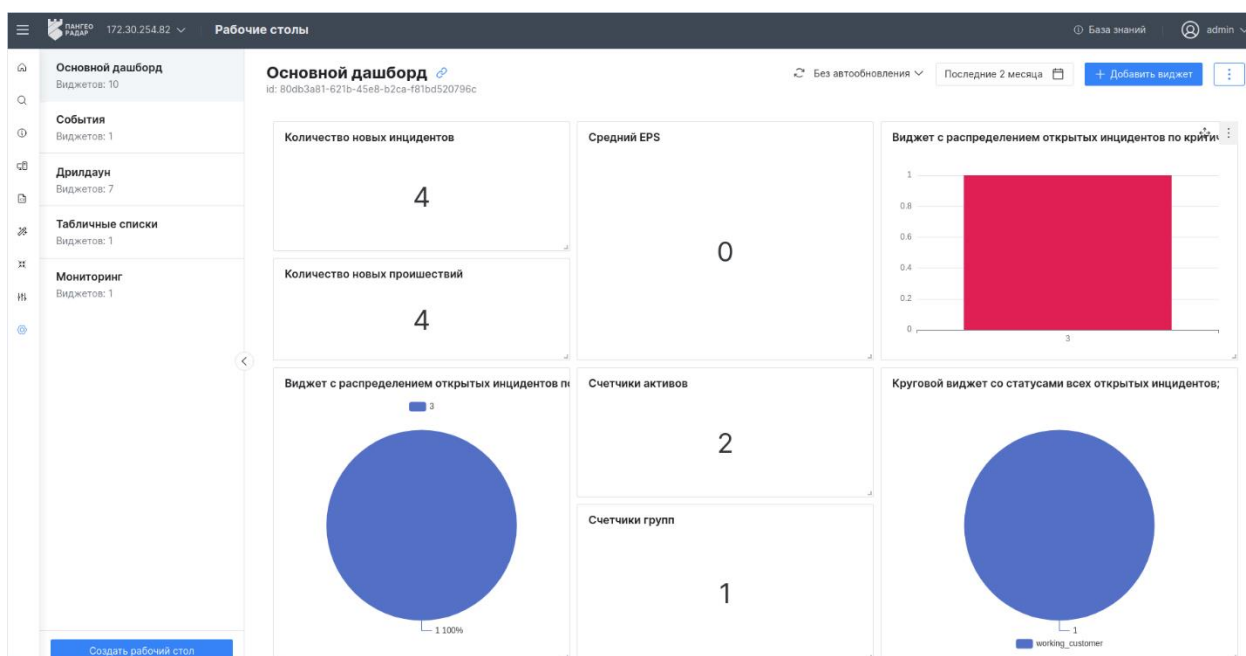 ПАНГЕО РАДАР
172.30.254.82
Рабочие столы
База знаний
admin
Основной дашборд
Виджетов: 10
События
Виджетов: 1
Дрилдаун
Виджетов: 7
Табличные списки
Виджетов: 1
Мониторинг
Виджетов: 1
Создать рабочий стол
Основной дашборд
id: 80db3a81-621b-45e8-b2ca-f81bd520796c
Без автообновления
Последние 2 месяца
+ Добавить виджет
Количество новых инцидентов
4
Средний EPS
0
Виджет с распределением открытых инцидентов по критич
1
0.8
0.6
0.4
0.2
0
3
Количество новых проишествий
4
Виджет с распределением открытых инцидентов по
3
1 100%
Счетчики активов
2
Счетчики групп
1
Круговой виджет со статусами всех открытых инцидентов;
1
working_customer